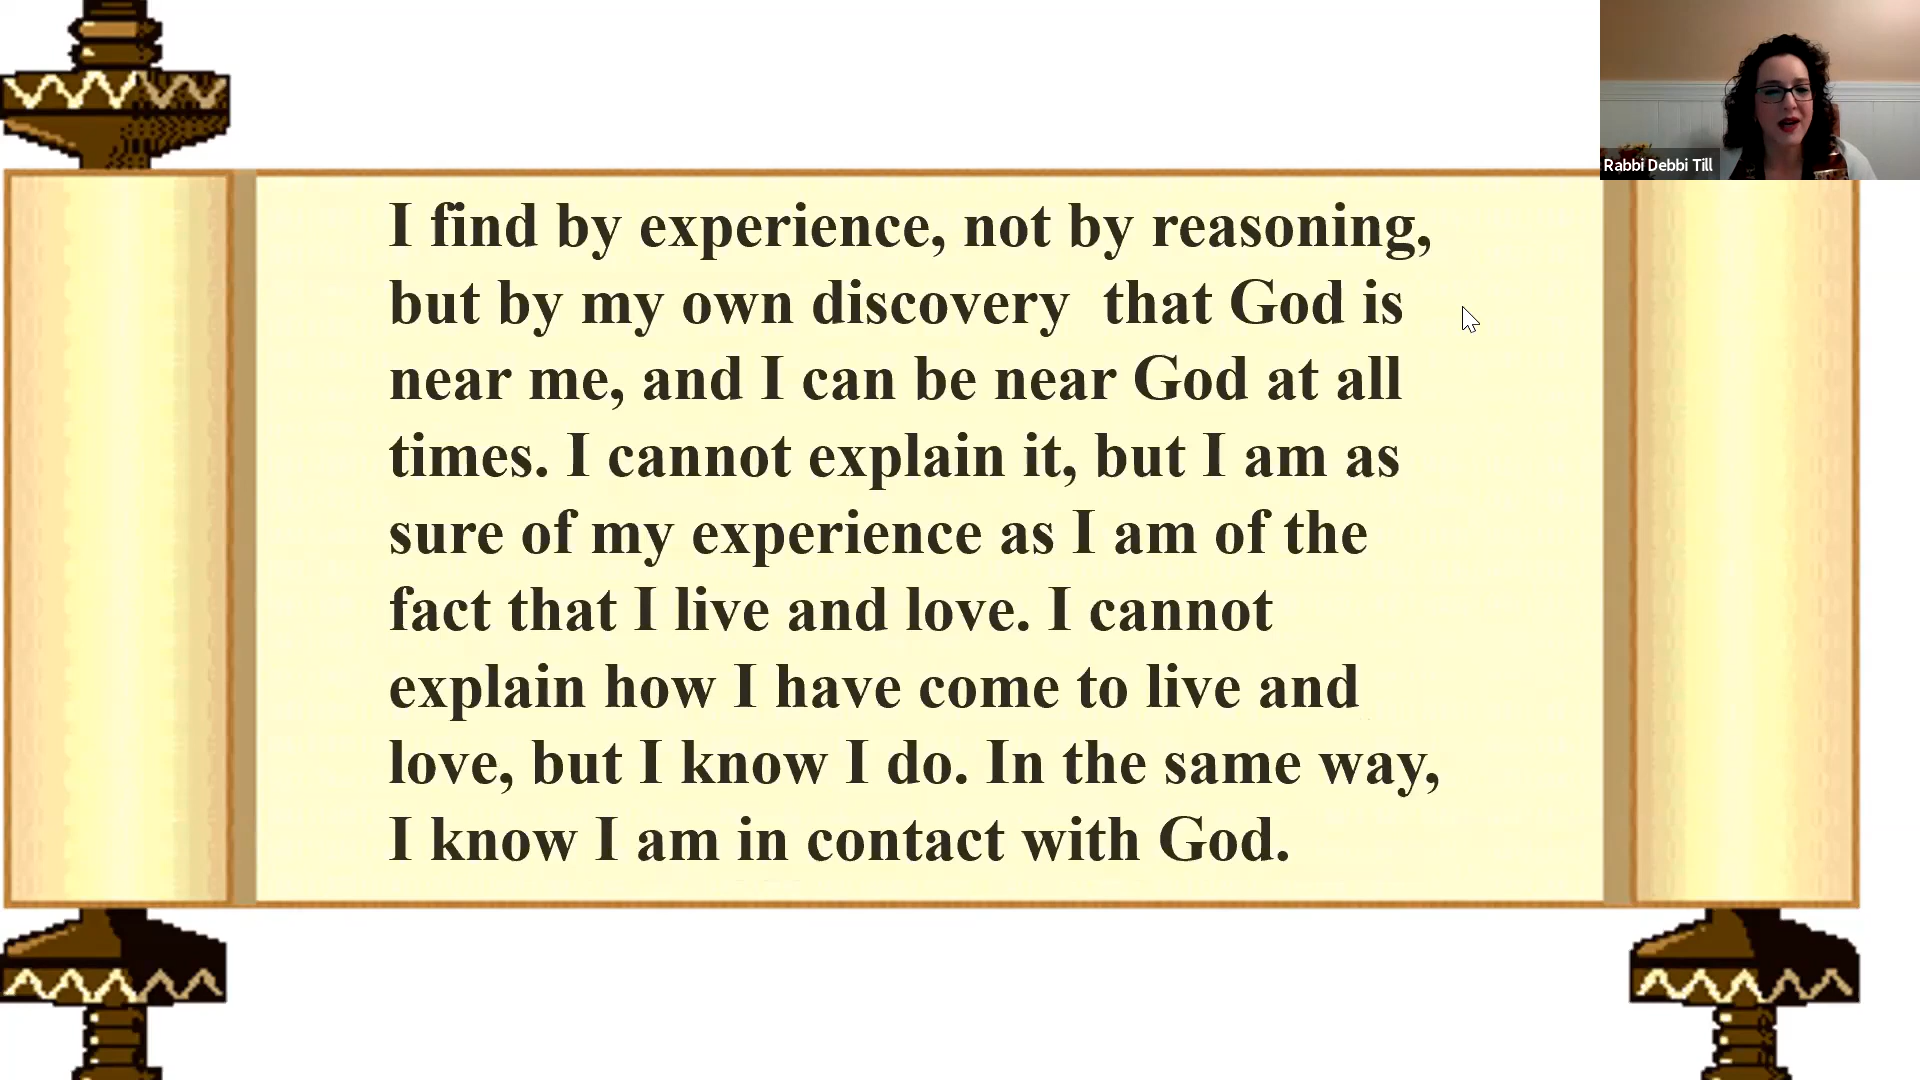 Rabbi Debbi Till
I find by experience, not by reasoning,
but by my own discovery  that God is
near me, and I can be near God at all
times. I cannot explain it, but I am as
sure of my experience as I am of the
fact that I live and love. I cannot
explain how I have come to live and
love, but I know I do. In the same way,
I know I am in contact with God.